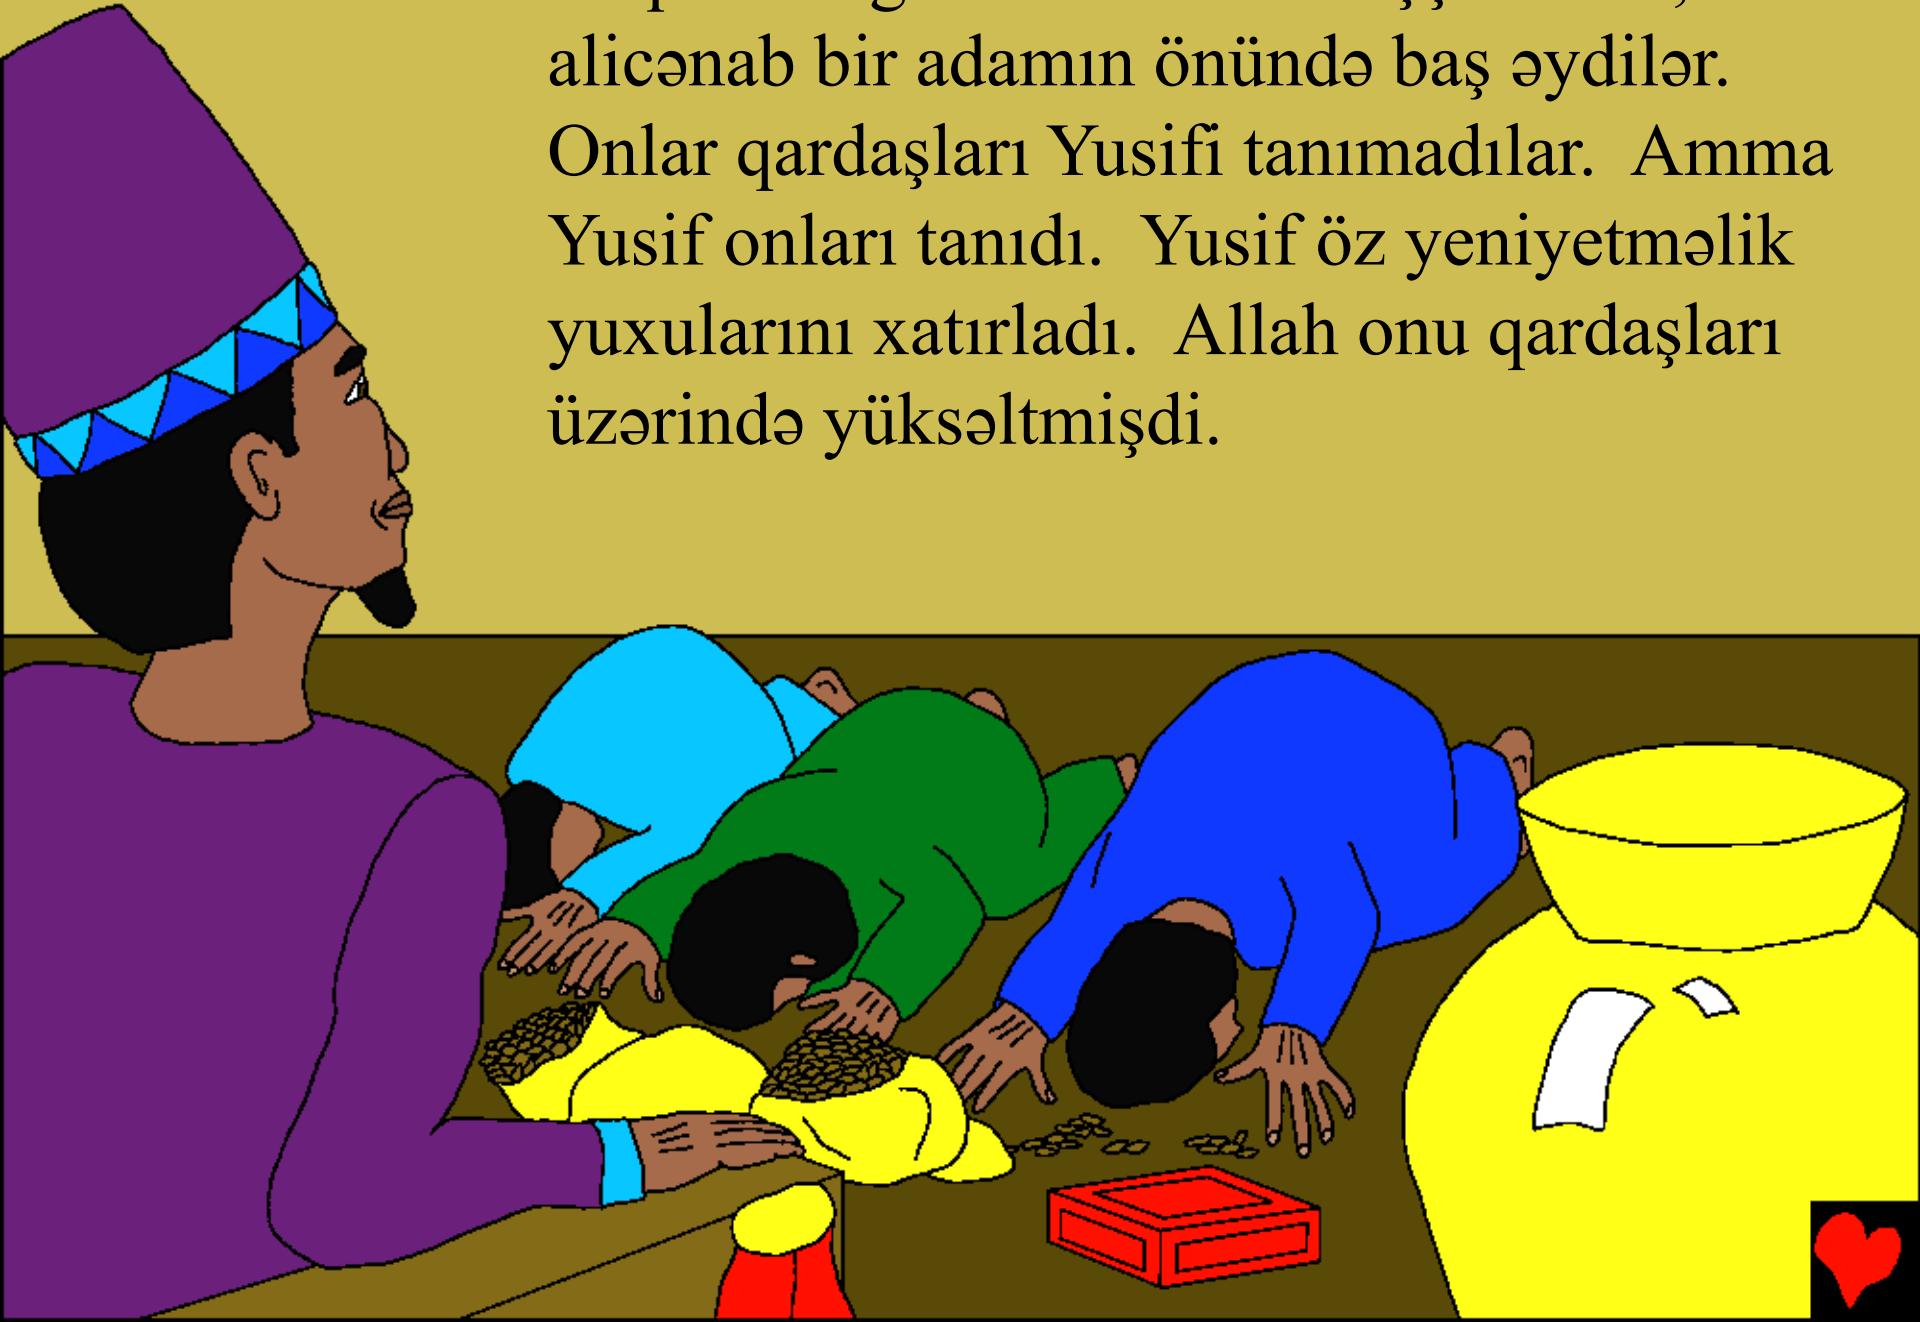 alicənab bir adamın önündə baş əydilər.
Onlar qardaşları Yusifi tanımadılar. Amma
Yusif onları tanıdı. Yusif öz yeniyetməlik
yuxularını xatırladı. Allah onu qardaşları
üzərində yüksəltmişdi.